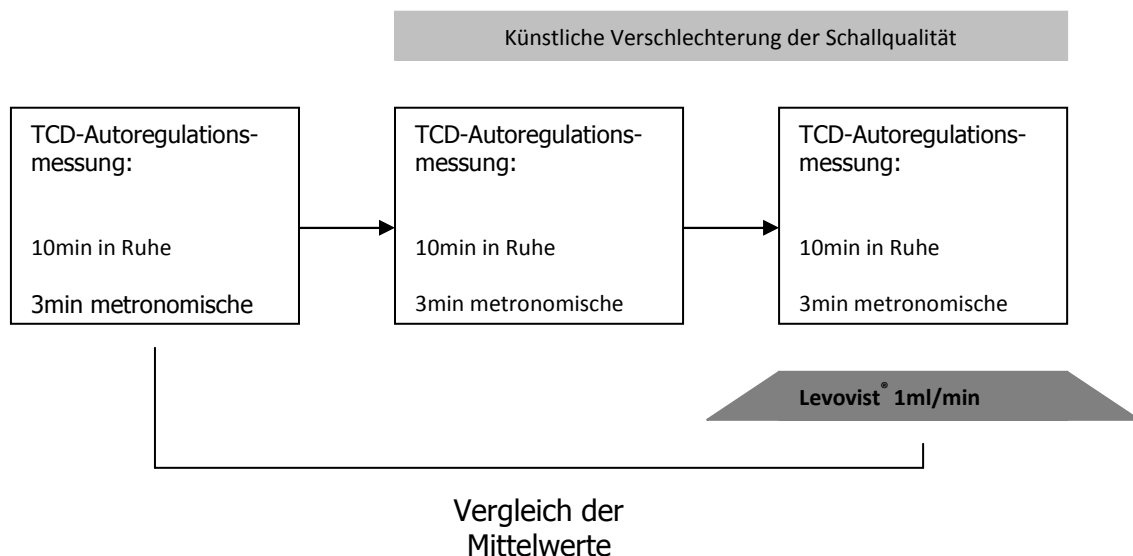 Künstliche Verschlechterung der Schallqualität
TCD-Autoregulations-
messung:
10min in Ruhe
3min metronomische
TCD-Autoregulations-
messung:
10min in Ruhe
3min metronomische
TCD-Autoregulations-
messung:
10min in Ruhe
3min metronomische
Levovist® 1ml/min
Vergleich der
Mittelwerte